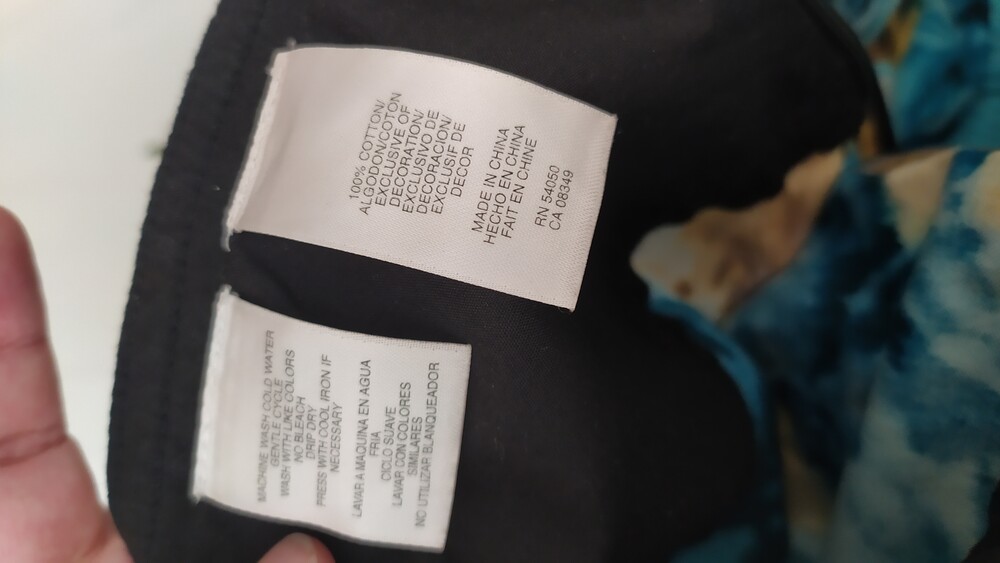 100% COTTON/
ALGODON/COTON
EXCLUSIVE OF
DECORATION/
EXCLUSIVO DE
DECORACION/
EXCLUSIF DE
DECOR
MADE IN CHINA
HECHO EN CHINA
FAIT EN CHINE
RN 54050
CA 08349
MACHINE WASH COLD WATER
GENTLE CYCLE
WASH WITH LIKE COLORS
NO BLEACH
DRIP DRY
PRESS WITH COOL IRON IF
NECESSARY
LAVAR A MAQUINA EN AGUA
FRIA
CICLO SUAVE
LAVAR CON COLORES
SIMILARES
NO UTILIZAR BLANQUEADOR